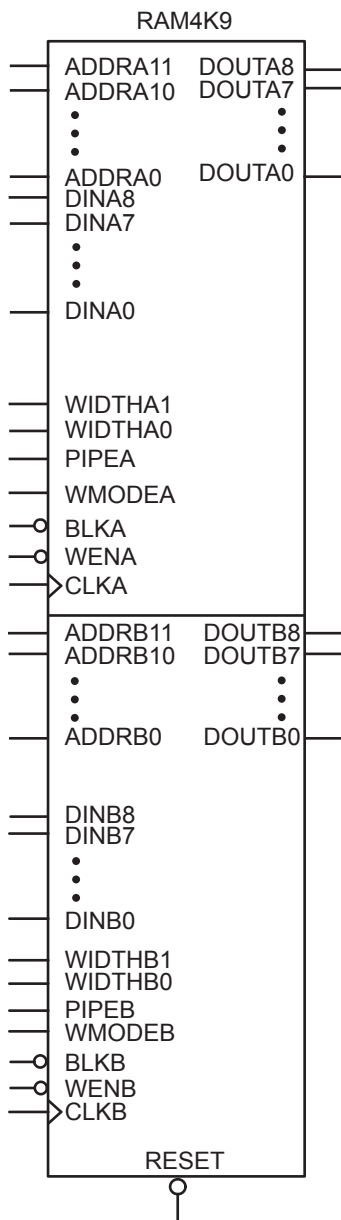 RAM4K9
ADDRA11 DOUTA8
ADDRA10 DOUTA7
ADDRA0 DOUTA0
DINA8
DINA7
DINA0
WIDTHA1
WIDTHA0
PIPEA
WMODEA
BLKA
WENA
CLKA
ADDRB11 DOUTB8
ADDRB10 DOUTB7
ADDRB0 DOUTB0
DINB8
DINB7
DINB0
WIDTHB1
WIDTHB0
PIPEB
WMODEB
BLKB
WENB
CLKB
RESET